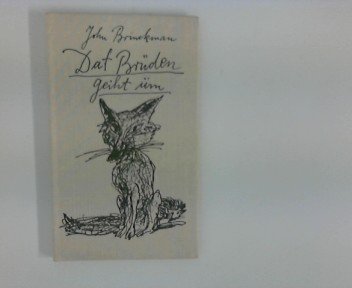 John Brinckman
Dat Brüden
geiht üm